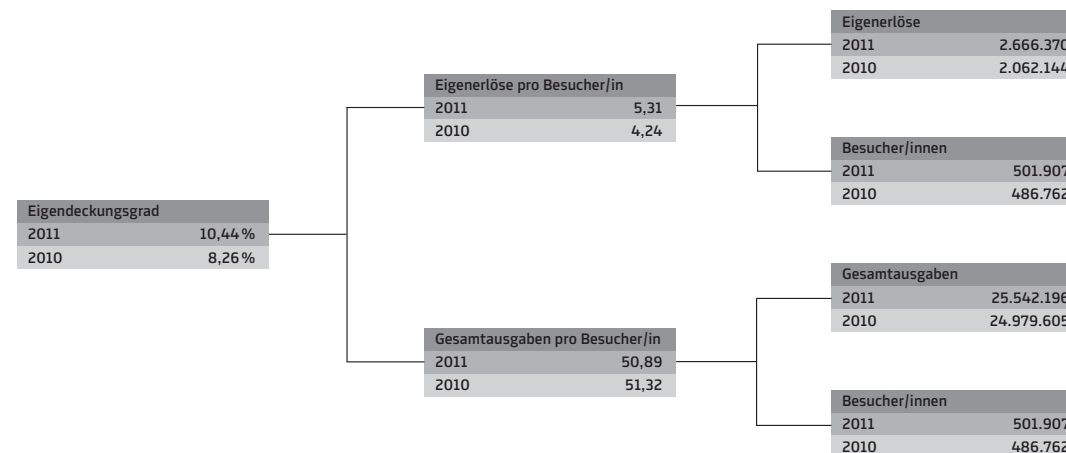 Eigendeckungsgrad
2011 10,44 %
2010 8,26 %
Eigenerlöse pro Besucher/in
2011 5,31
2010 4,24
Gesamtausgaben pro Besucher/in
2011 50,89
2010 51,32
Eigenerlöse
2011 2.666.370
2010 2.062.144
Besucher/innen
2011 501.907
2010 486.762
Gesamtausgaben
2011 25.542.196
2010 24.979.605
Besucher/innen
2011 501.907
2010 486.762